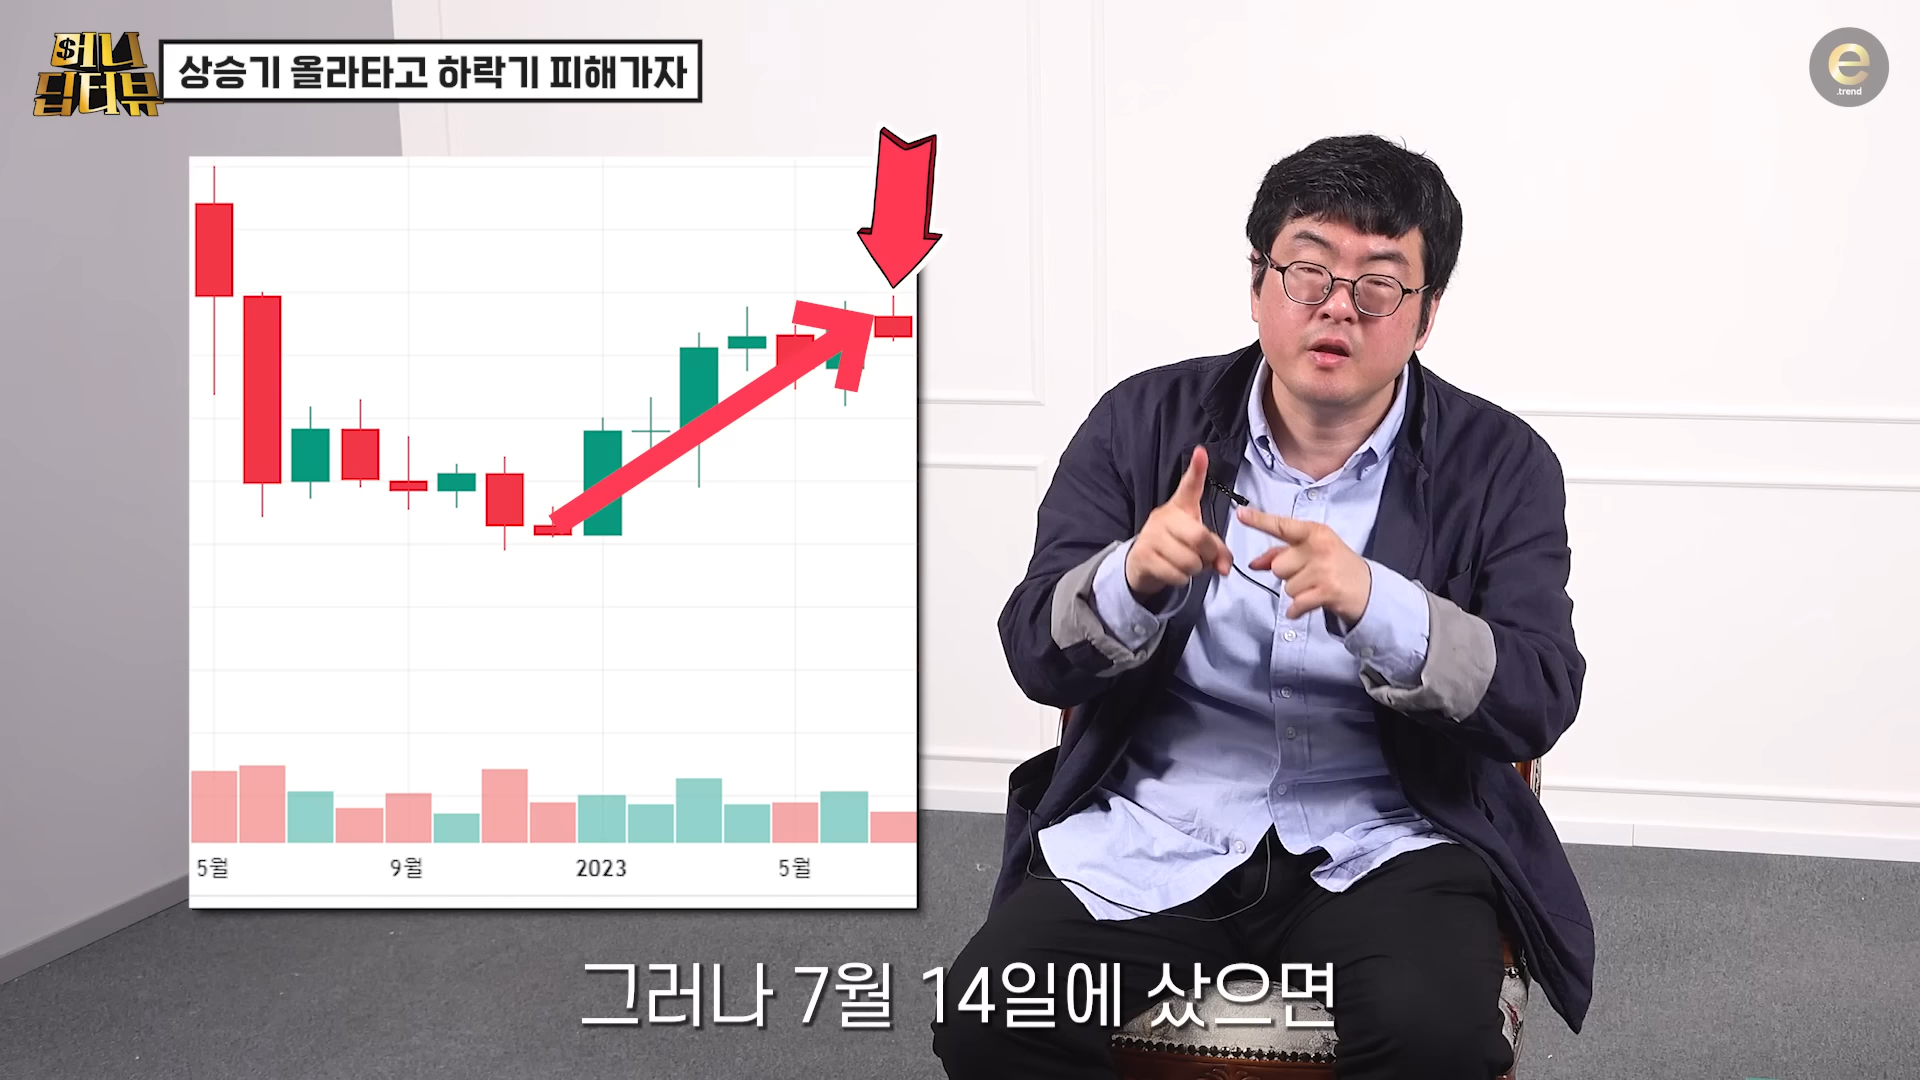 머니
딥터뷰
상승기 올라타고 하락기 피해가자
e
.trend
5월 9월 2023 5월
그러나 7월 14일에 샀으면